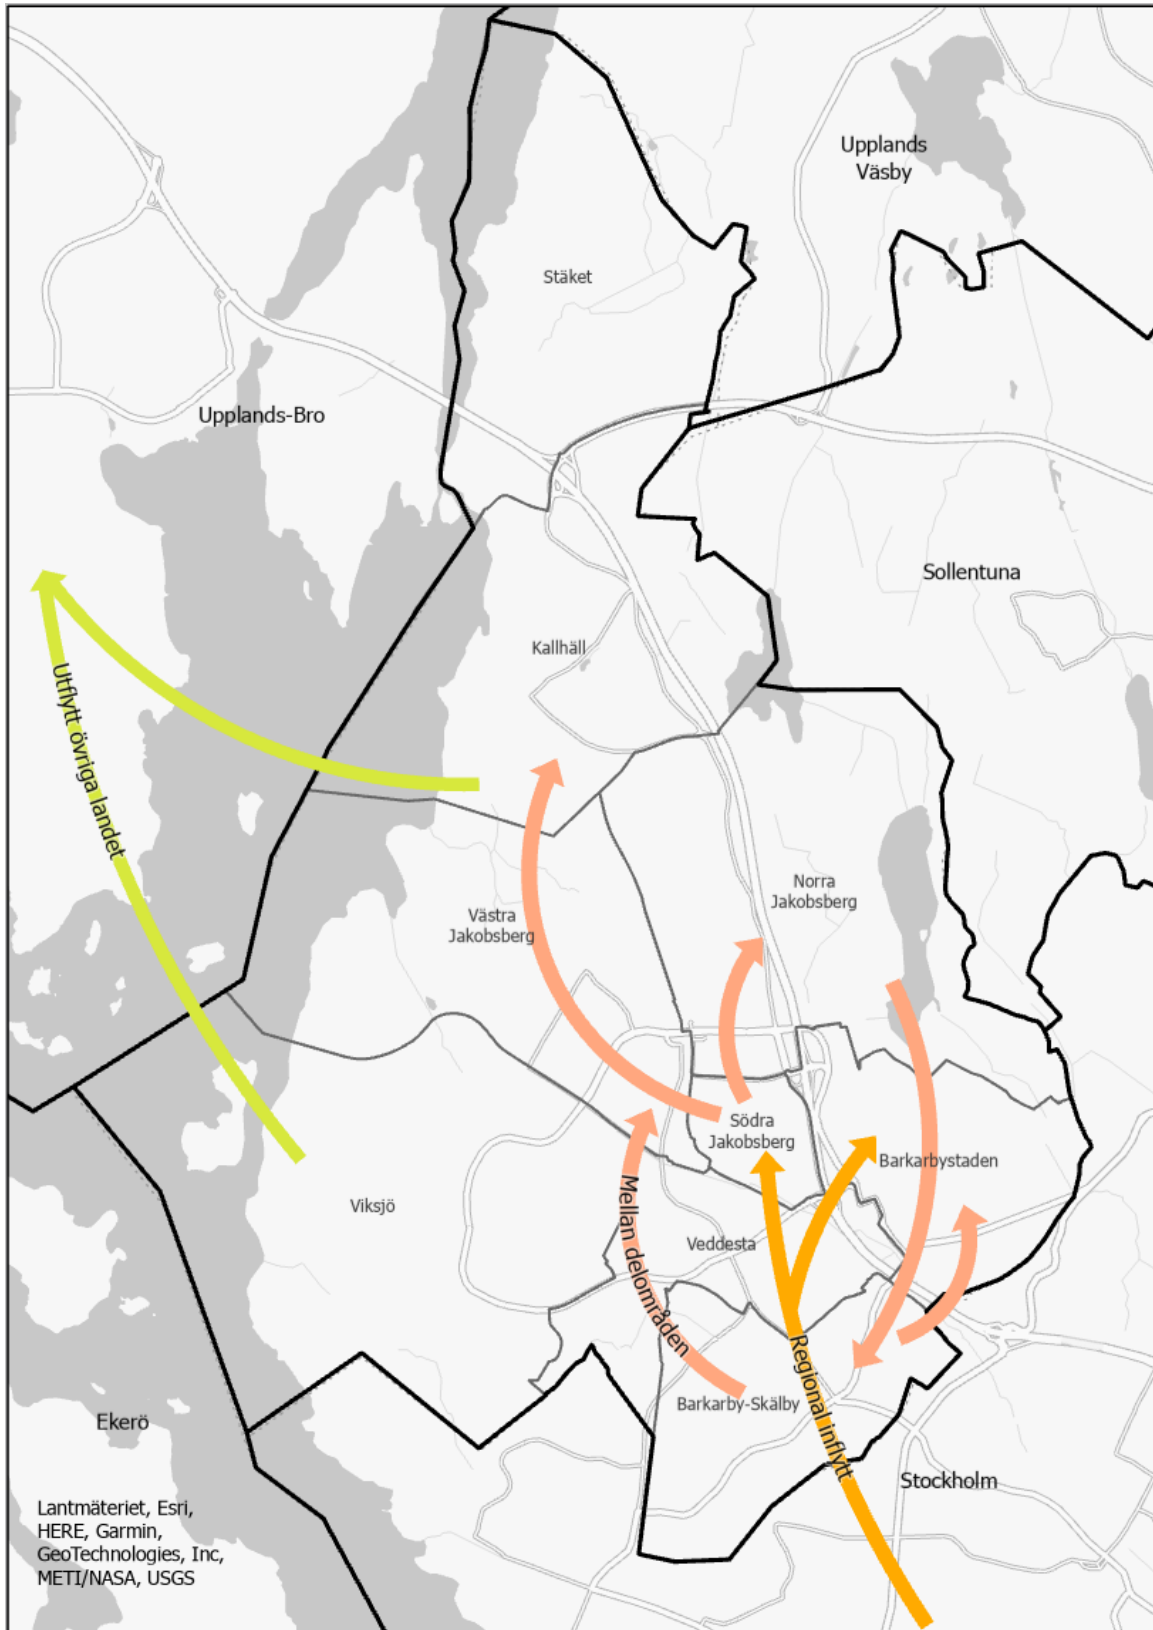 Upplands
Väsby
Stäket
Upplands-Bro
Sollentuna
Kallhäll
Utflytt övriga landet
Norra
Jakobsberg
Västra
Jakobsberg
Södra
Jakobsberg
Barkarbystaden
Viksjö
Veddesta
Mellan delområden
Regional inflytt
Barkarby-Skälby
Ekerö
Stockholm
Lantmäteriet, Esri,
HERE, Garmin,
GeoTechnologies, Inc,
METI/NASA, USGS